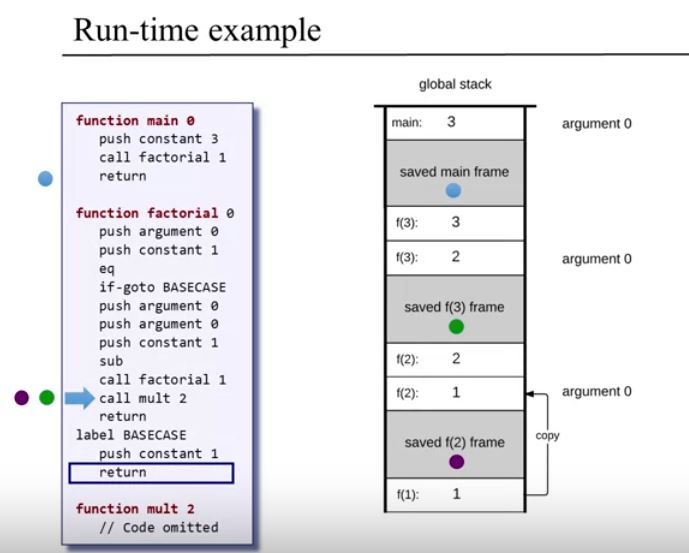 Run-time example
function main 0
push constant 3
call factorial 1
return
function factorial 0
push argument 0
push constant 1
eq
if-goto BASECASE
push argument 0
push argument 0
push constant 1
sub
call factorial 1
call mult 2
return
label BASECASE
push constant 1
return
function mult 2
// Code omitted
global stack
main: 3 argument 0
saved main frame
f(3): 3
f(3): 2 argument 0
saved f(3) frame
f(2): 2
f(2): 1 argument 0
saved f(2) frame
copy
f(1): 1